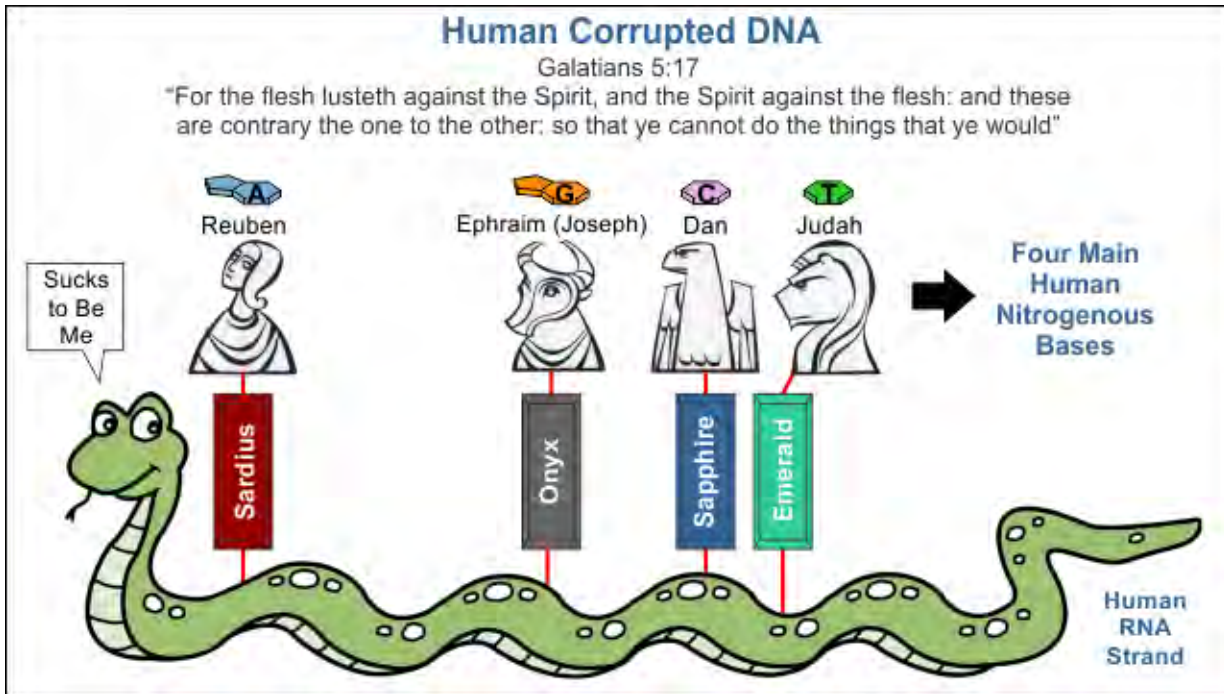 Human Corrupted DNA
Galatians 5:17
"For the flesh lusteth against the Spirit, and the Spirit against the flesh: and these
are contrary the one to the other: so that ye cannot do the things that ye would"
A
G
C
T
Reuben
Ephraim (Joseph)
Dan
Judah
Sucks
to Be
Me
Four Main
Human
Nitrogenous
Bases
Sardius
Onyx
Sapphire
Emerald
Human
RNA
Strand